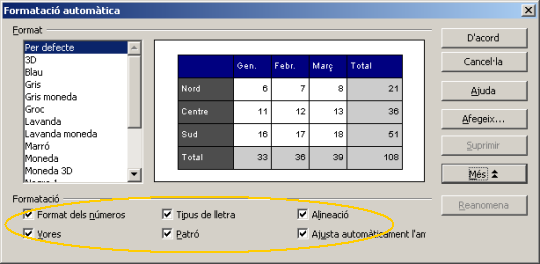 Formatació automàtica
Format
Per defecte
3D
Blau
Gris
Gris moneda
Groc
Lavanda
Lavanda moneda
Marró
Moneda
Moneda 3D
Gen. Febr. Març Total
Nord 6 7 8 21
Centre 11 12 13 36
Sud 16 17 18 51
Total 33 36 39 108
D'acord
Cancel·la
Ajuda
Afegeix...
Suprimir
Més
Reanomena
Formatació
Format dels números Tipus de lletra Alineació
Vores Patró Ajusta automàticament l'am